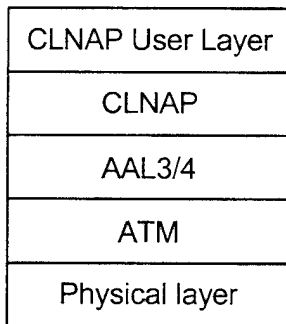 CLNAP User Layer
CLNAP
AAL3/4
ATM
Physical layer